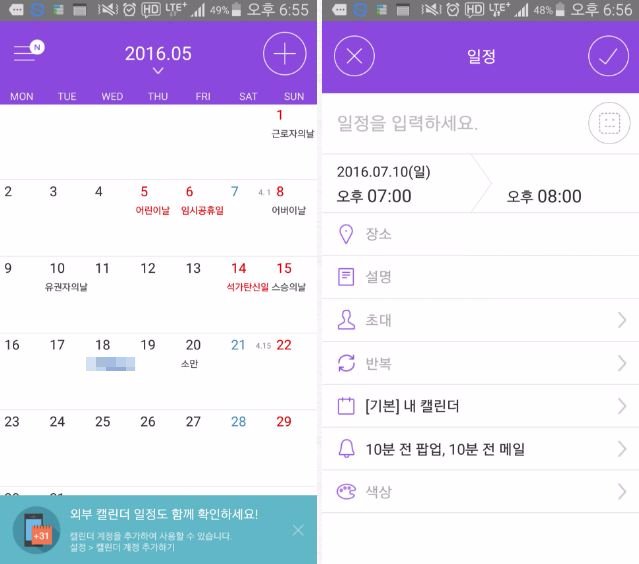 HD LTE+ 49% 오후 6:55
N
2016.05
MON TUE WED THU FRI SAT SUN
1
근로자의날
2 3 4 5 6 7 4.1 8
어린이날 임시공휴일 어버이날
9 10 11 12 13 14 15
유권자의날 석가탄신일 스승의날
16 17 18 19 20 21 4.15 22
소만
23 24 25 26 27 28 29
외부 캘린더 일정도 함께 확인하세요!
+31
캘린더 계정을 추가하여 사용할 수 있습니다.
설정 > 캘린더 계정 추가하기
HD LTE+ 48% 오후 6:56
일정
일정을 입력하세요.
2016.07.10(일)
오후 07:00
오후 08:00
장소
설명
초대
반복
[기본] 내 캘린더
10분 전 팝업, 10분 전 메일
색상